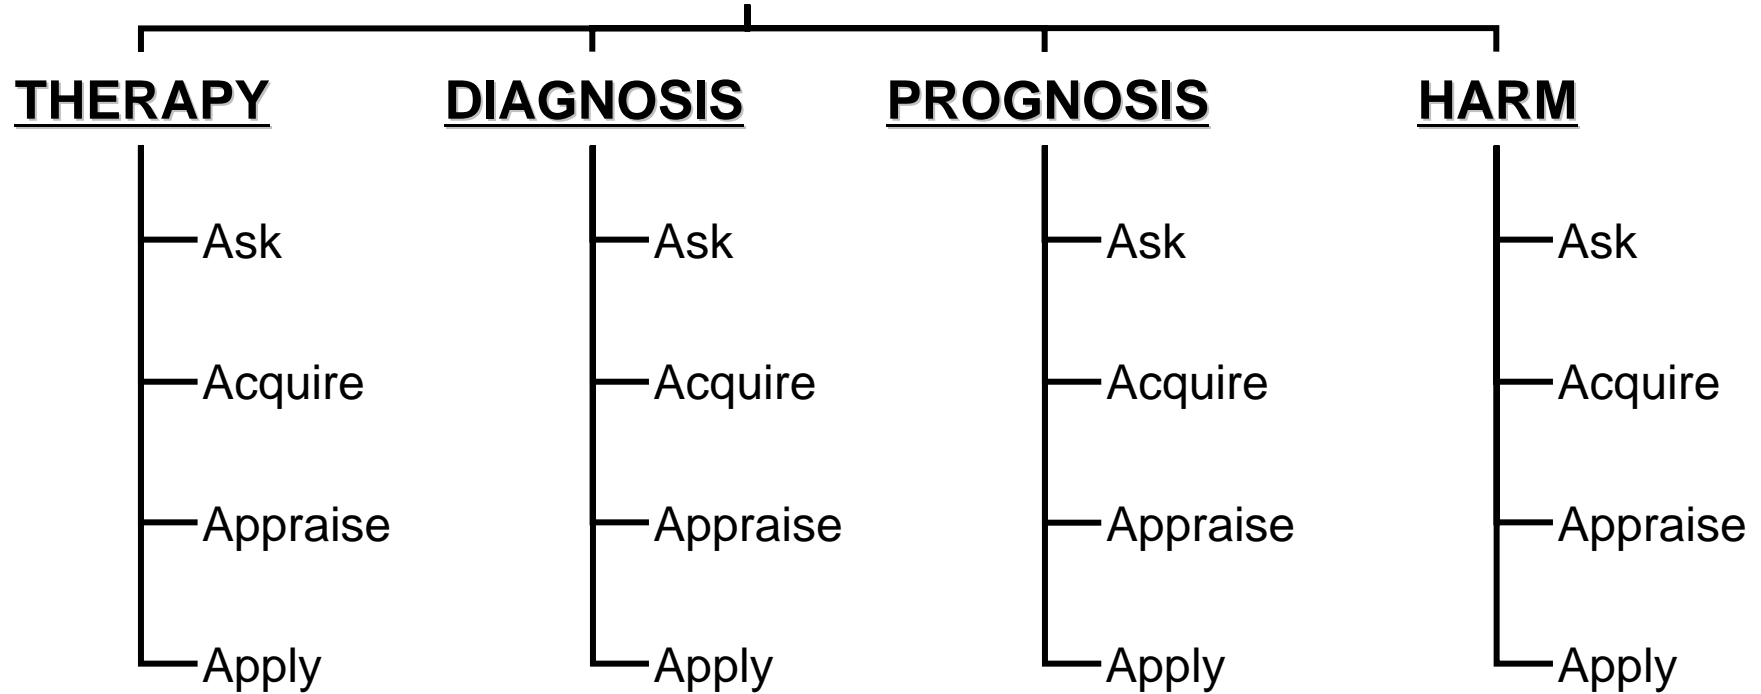 THERAPY DIAGNOSIS PROGNOSIS HARM
Ask Ask Ask Ask
Acquire Acquire Acquire Acquire
Appraise Appraise Appraise Appraise
Apply Apply Apply Apply